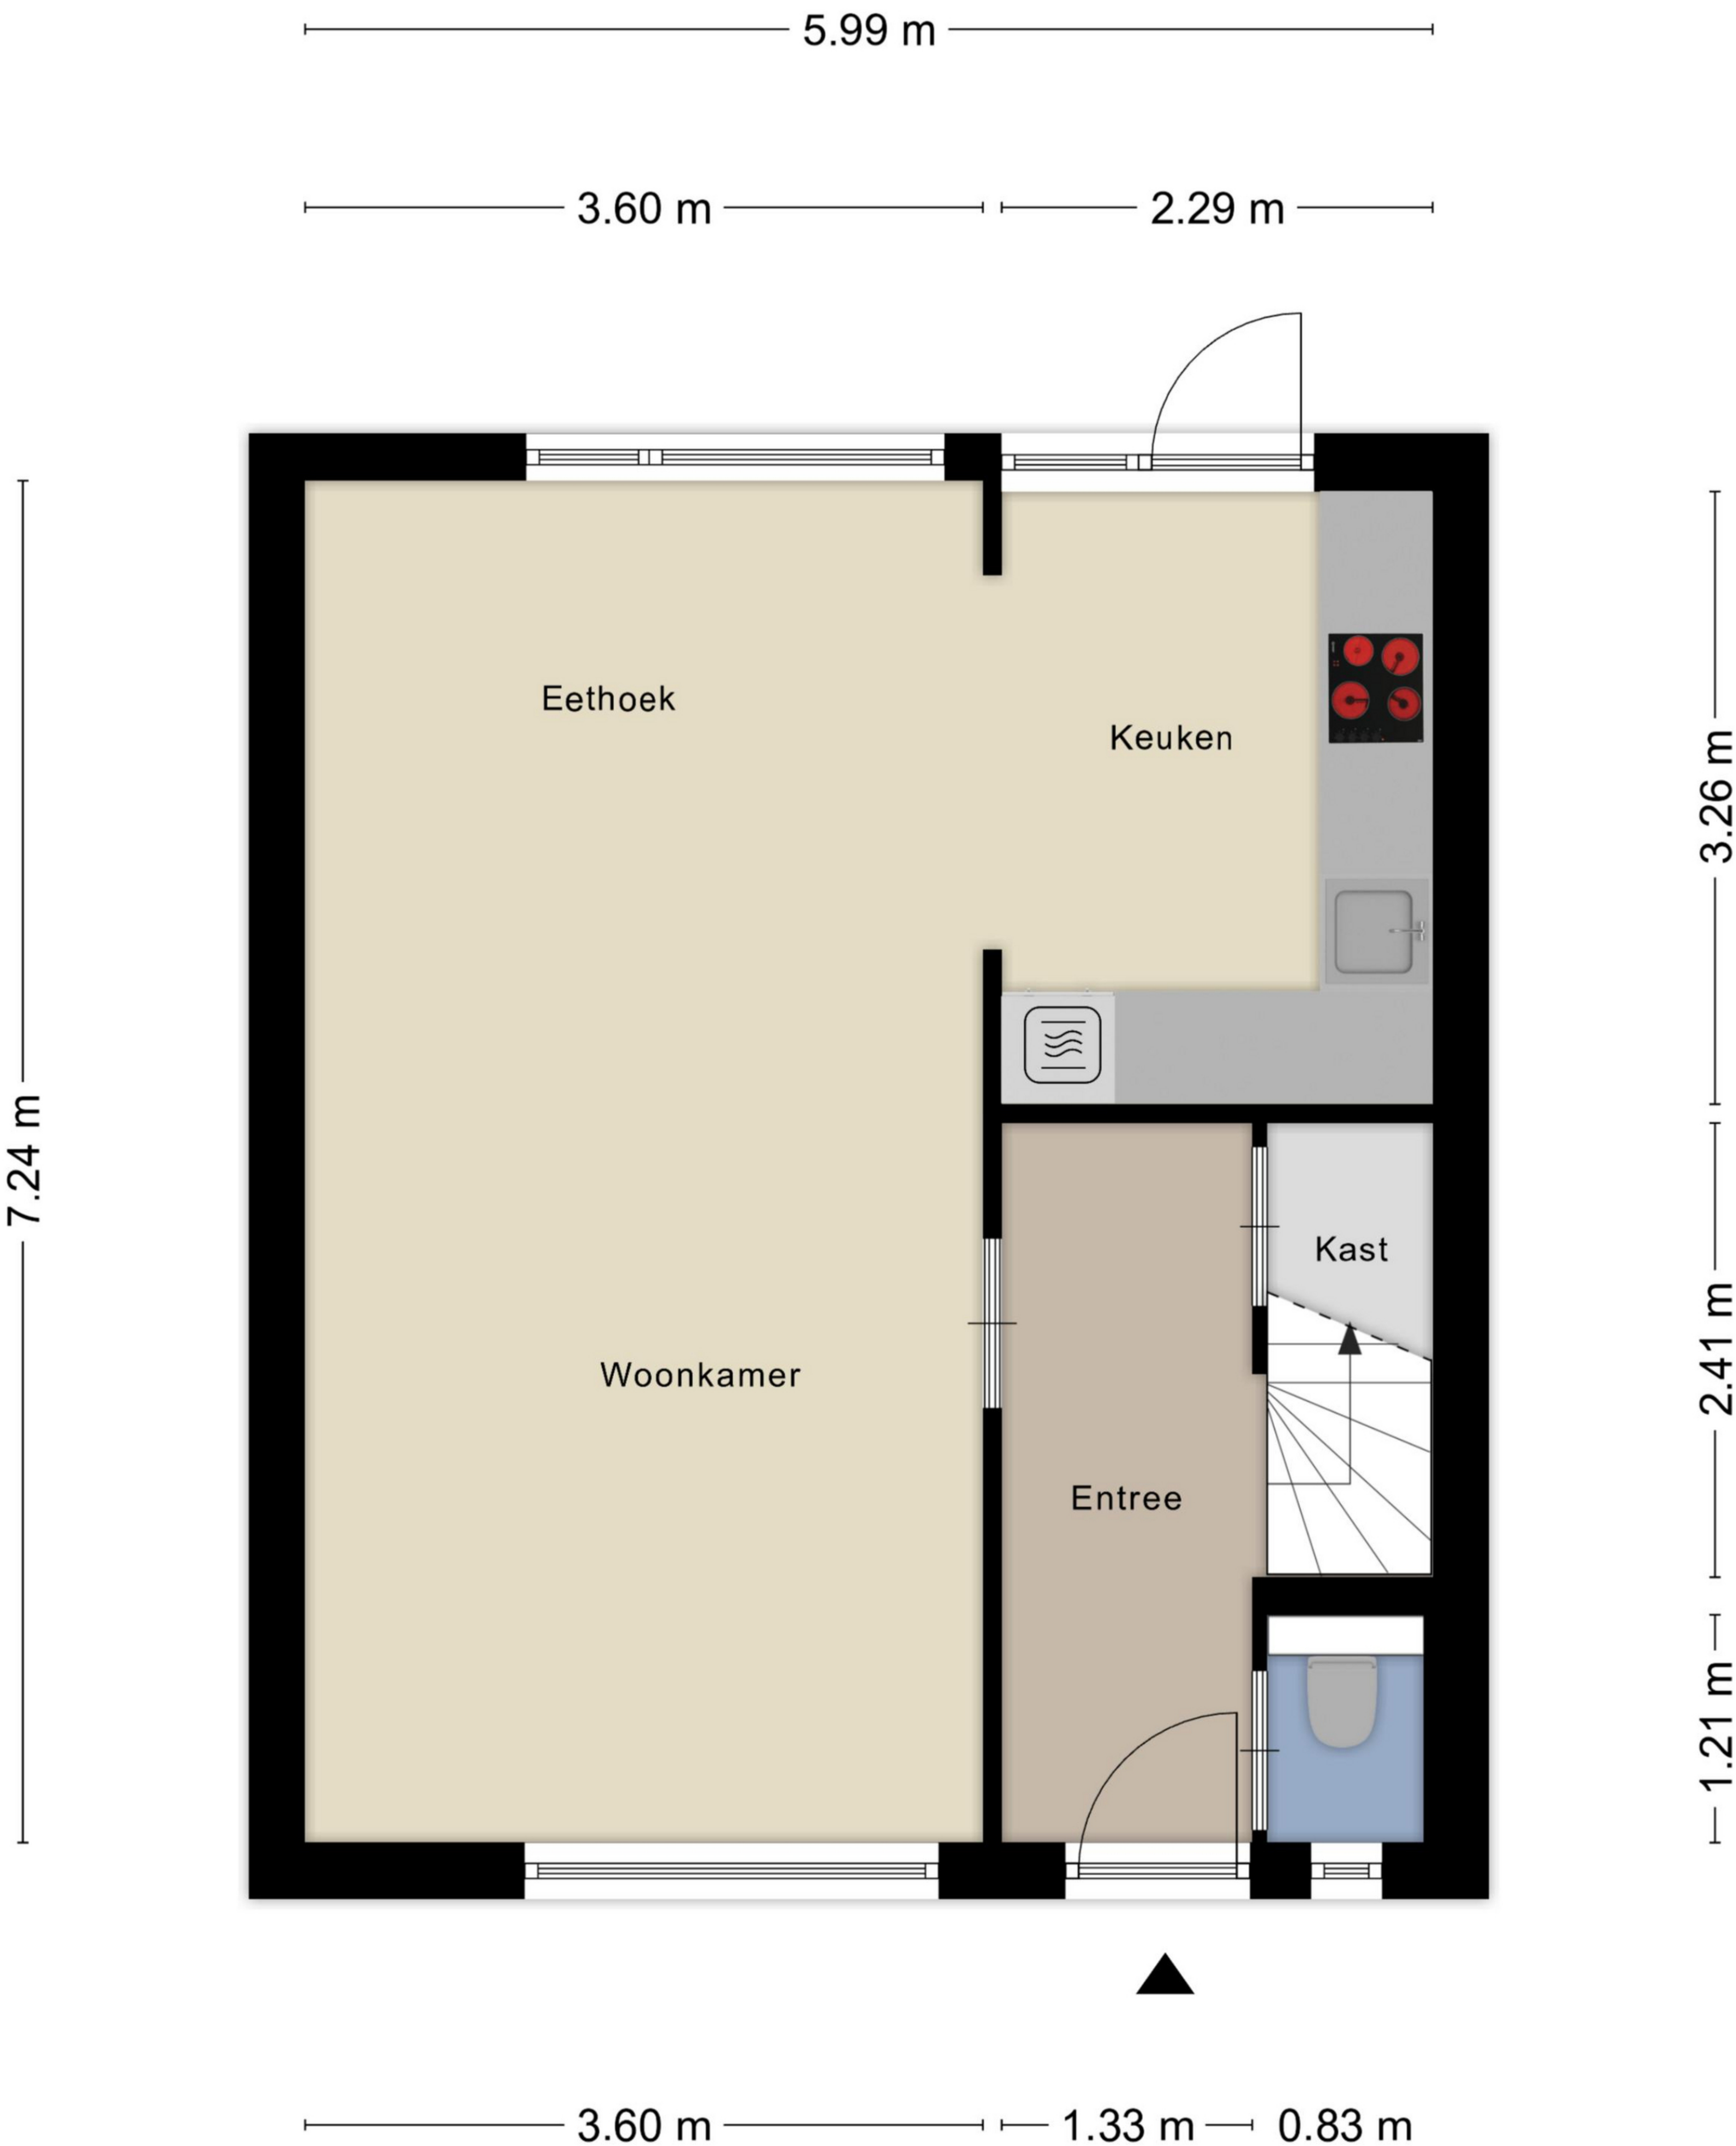 5.99 m
3.60 m
2.29 m
Eethoek
Keuken
3.26 m
7.24 m
Kast
Woonkamer
2.41 m
Entree
1.21 m
3.60 m
1.33 m
0.83 m